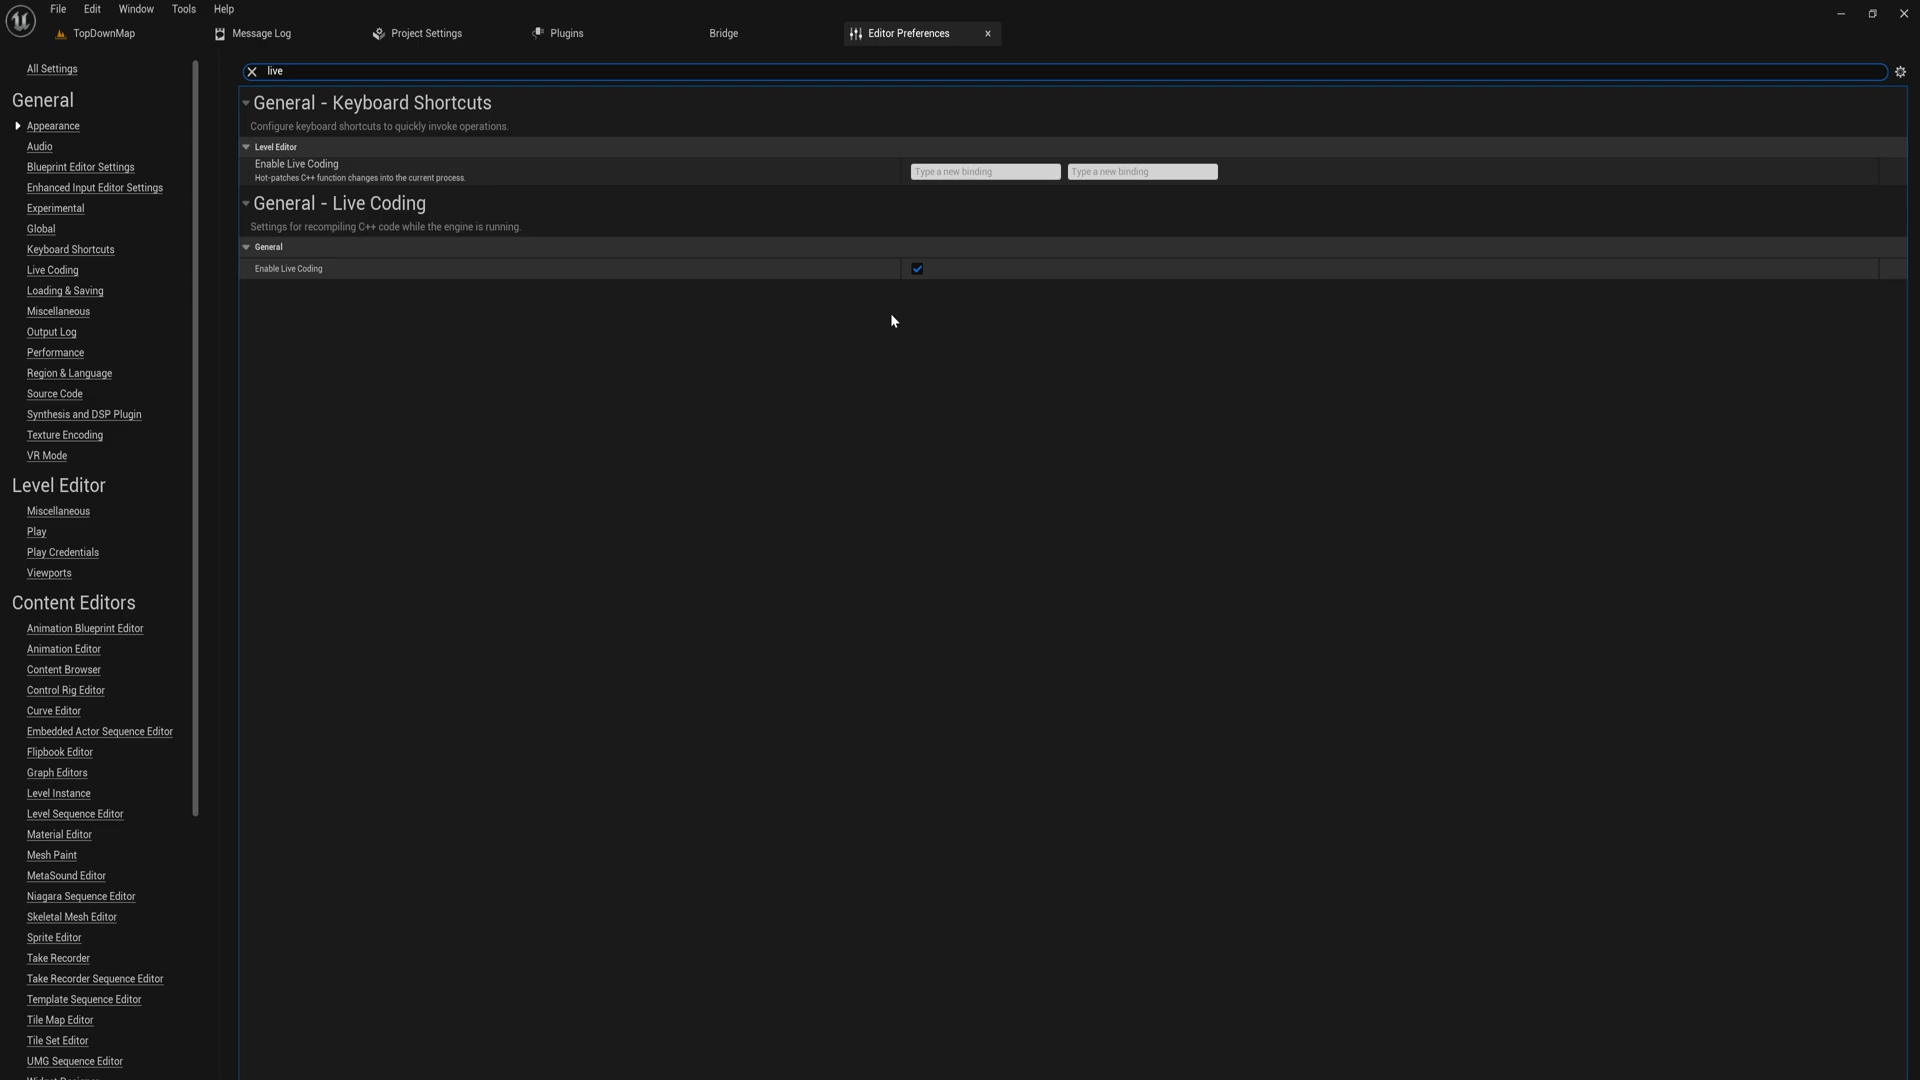 File Edit Window Tools Help
TopDownMap Message Log Project Settings Plugins Bridge Editor Preferences
All Settings
General
Appearance
Audio
Blueprint Editor Settings
Enhanced Input Editor Settings
Experimental
Global
Keyboard Shortcuts
Live Coding
Loading & Saving
Miscellaneous
Output Log
Performance
Region & Language
Source Code
Synthesis and DSP Plugin
Texture Encoding
VR Mode
Level Editor
Miscellaneous
Play
Play Credentials
Viewports
Content Editors
Animation Blueprint Editor
Animation Editor
Content Browser
Control Rig Editor
Curve Editor
Embedded Actor Sequence Editor
Flipbook Editor
Graph Editors
Level Instance
Level Sequence Editor
Material Editor
Mesh Paint
MetaSound Editor
Niagara Sequence Editor
Skeletal Mesh Editor
Sprite Editor
Take Recorder
Take Recorder Sequence Editor
Template Sequence Editor
Tile Map Editor
Tile Set Editor
UMG Sequence Editor
live
General - Keyboard Shortcuts
Configure keyboard shortcuts to quickly invoke operations.
Level Editor
Enable Live Coding
Hot-patches C++ function changes into the current process.
Type a new binding Type a new binding
General - Live Coding
Settings for recompiling C++ code while the engine is running.
General
Enable Live Coding